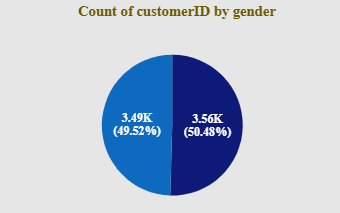 Count of customerID by gender
3.49K
(49.52%)
3.56K
(50.48%)